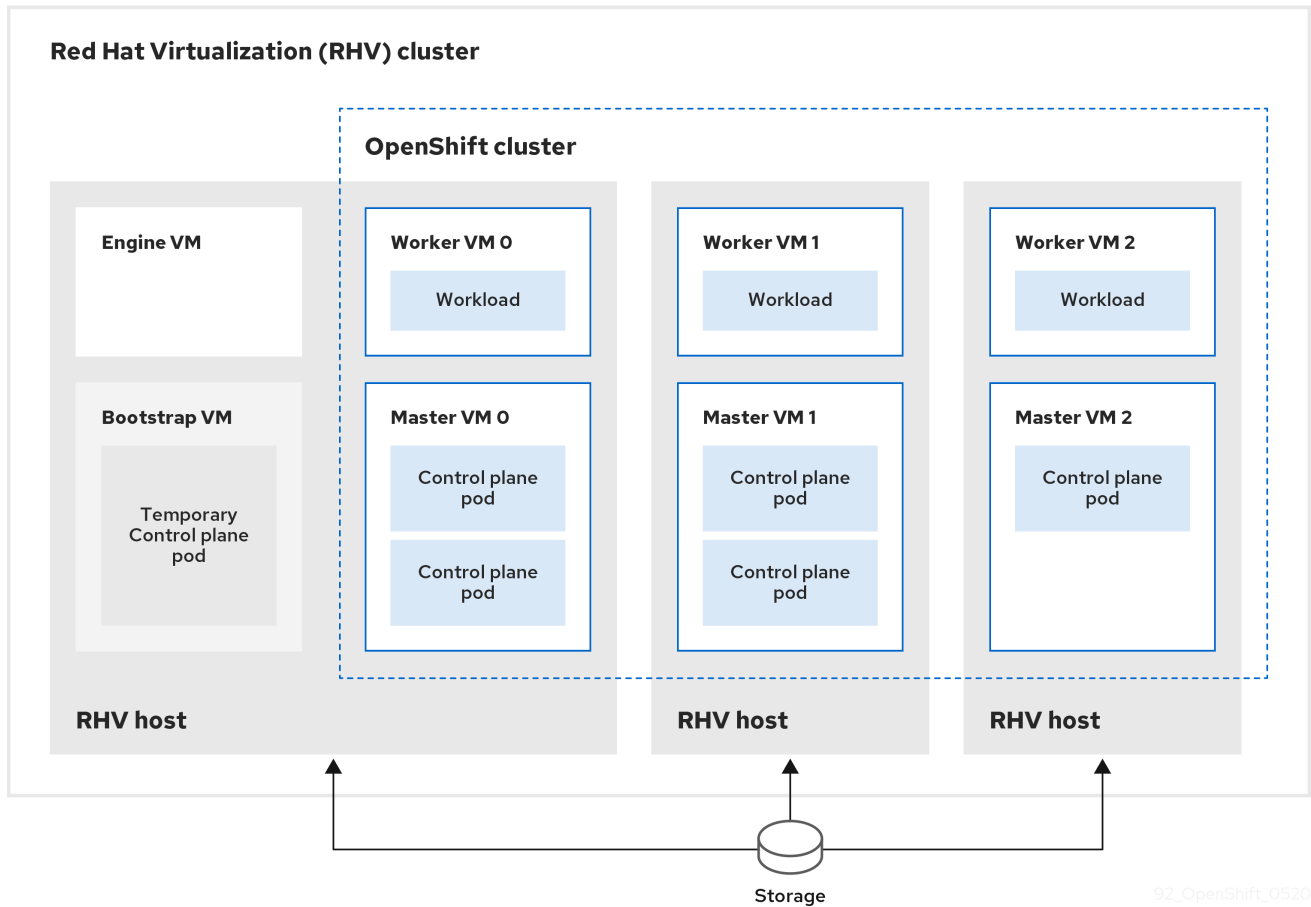 Red Hat Virtualization (RHV) cluster
OpenShift cluster
Engine VM
Worker VM 0
Workload
Worker VM 1
Workload
Worker VM 2
Workload
Bootstrap VM
Temporary
Control plane
pod
Master VM 0
Control plane
pod
Control plane
pod
Master VM 1
Control plane
pod
Control plane
pod
Master VM 2
Control plane
pod
RHV host
RHV host
RHV host
Storage
92_OpenShift_0520